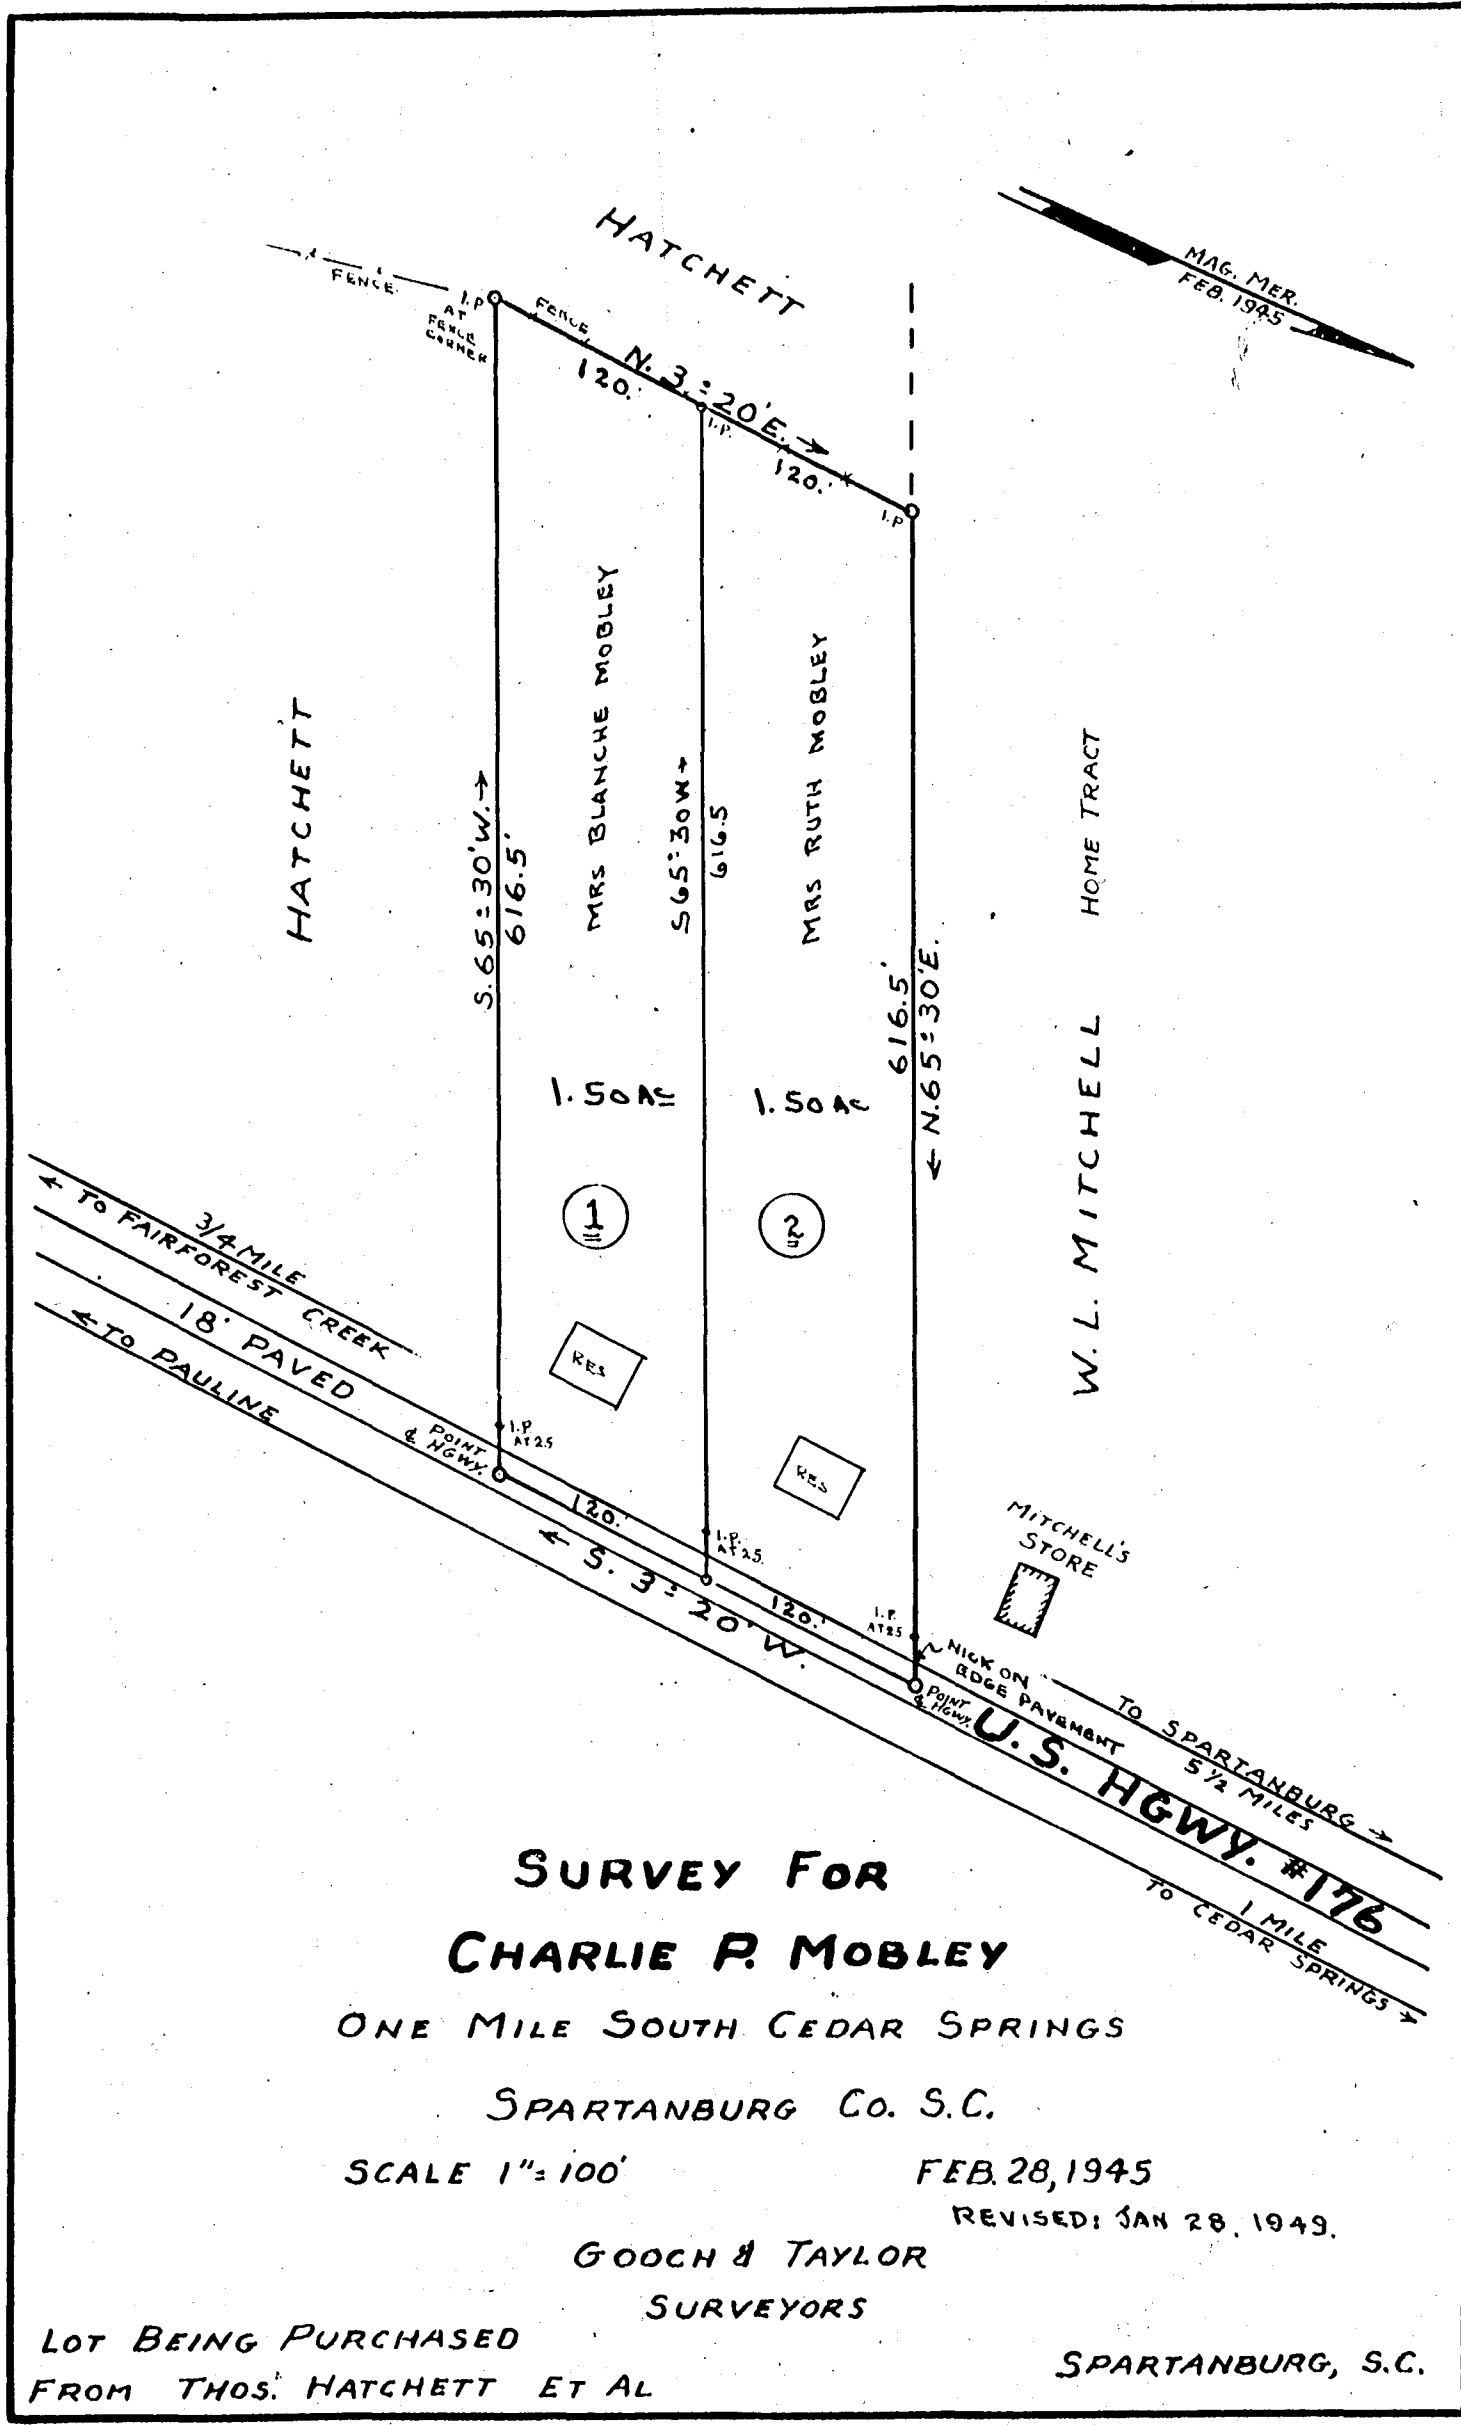 HATCHETT
MAG. MER.
FEB. 1945
FENCE
I.P
AT
FENCE
CORNER
FENCE
N. 3.° 20' E. →
120.'
I.P.
120.'
I.P
HATCHETT
S. 65° 30' W. →
616.5'
MRS BLANCHE MOBLEY
S 65° 30 W →
616.5
MRS RUTH MOBLEY
616.5'
← N. 65° 30' E.
HOME TRACT
W. L. MITCHELL
1.50 Ac
1.50 Ac
1
2
3/4 MILE
← TO FAIRFOREST CREEK
18' PAVED
← TO PAULINE
RES
RES
I.P.
AT 25
POINT
℄ HGWY.
120.'
I.P.
AT 25.
← S. 3° 20' W.
120.'
I.P.
AT 25
MITCHELL'S
STORE
NICK ON
EDGE PAVEMENT
POINT
℄ HGWY.
TO SPARTANBURG →
5 1/2 MILES
U. S. HGWY. #176
1 MILE
TO CEDAR SPRINGS →
SURVEY FOR
CHARLIE P. MOBLEY
ONE MILE SOUTH CEDAR SPRINGS
SPARTANBURG Co. S.C.
SCALE 1"= 100'
FEB. 28, 1945
REVISED: JAN 28, 1949.
GOOCH & TAYLOR
SURVEYORS
LOT BEING PURCHASED
FROM THOS. HATCHETT ET AL
SPARTANBURG, S.C.